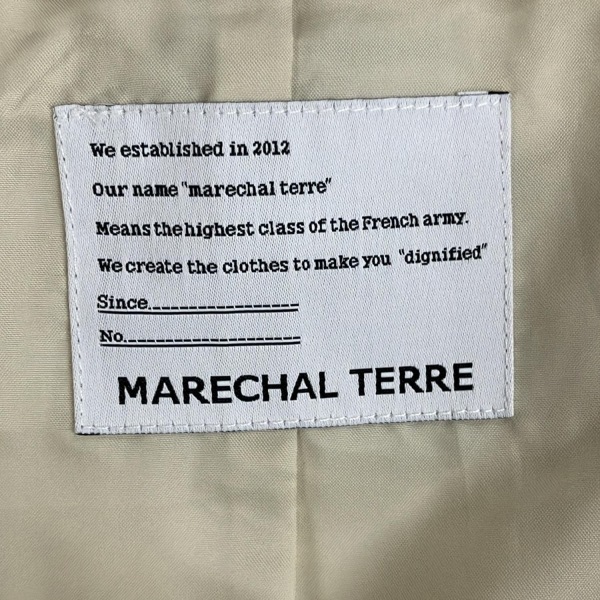 We established in 2012
Our name "marechal terre"
Means the highest class of the French army.
We create the clothes to make you "dignified"
Since
No.
MARECHAL TERRE